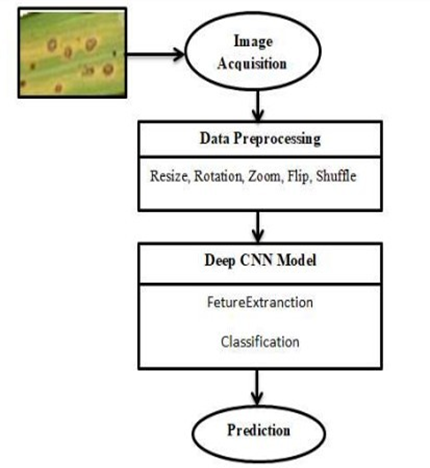 Image
Acquisition
Data Preprocessing
Resize, Rotation, Zoom, Flip, Shuffle
Deep CNN Model
FetureExtranction
Classification
Prediction